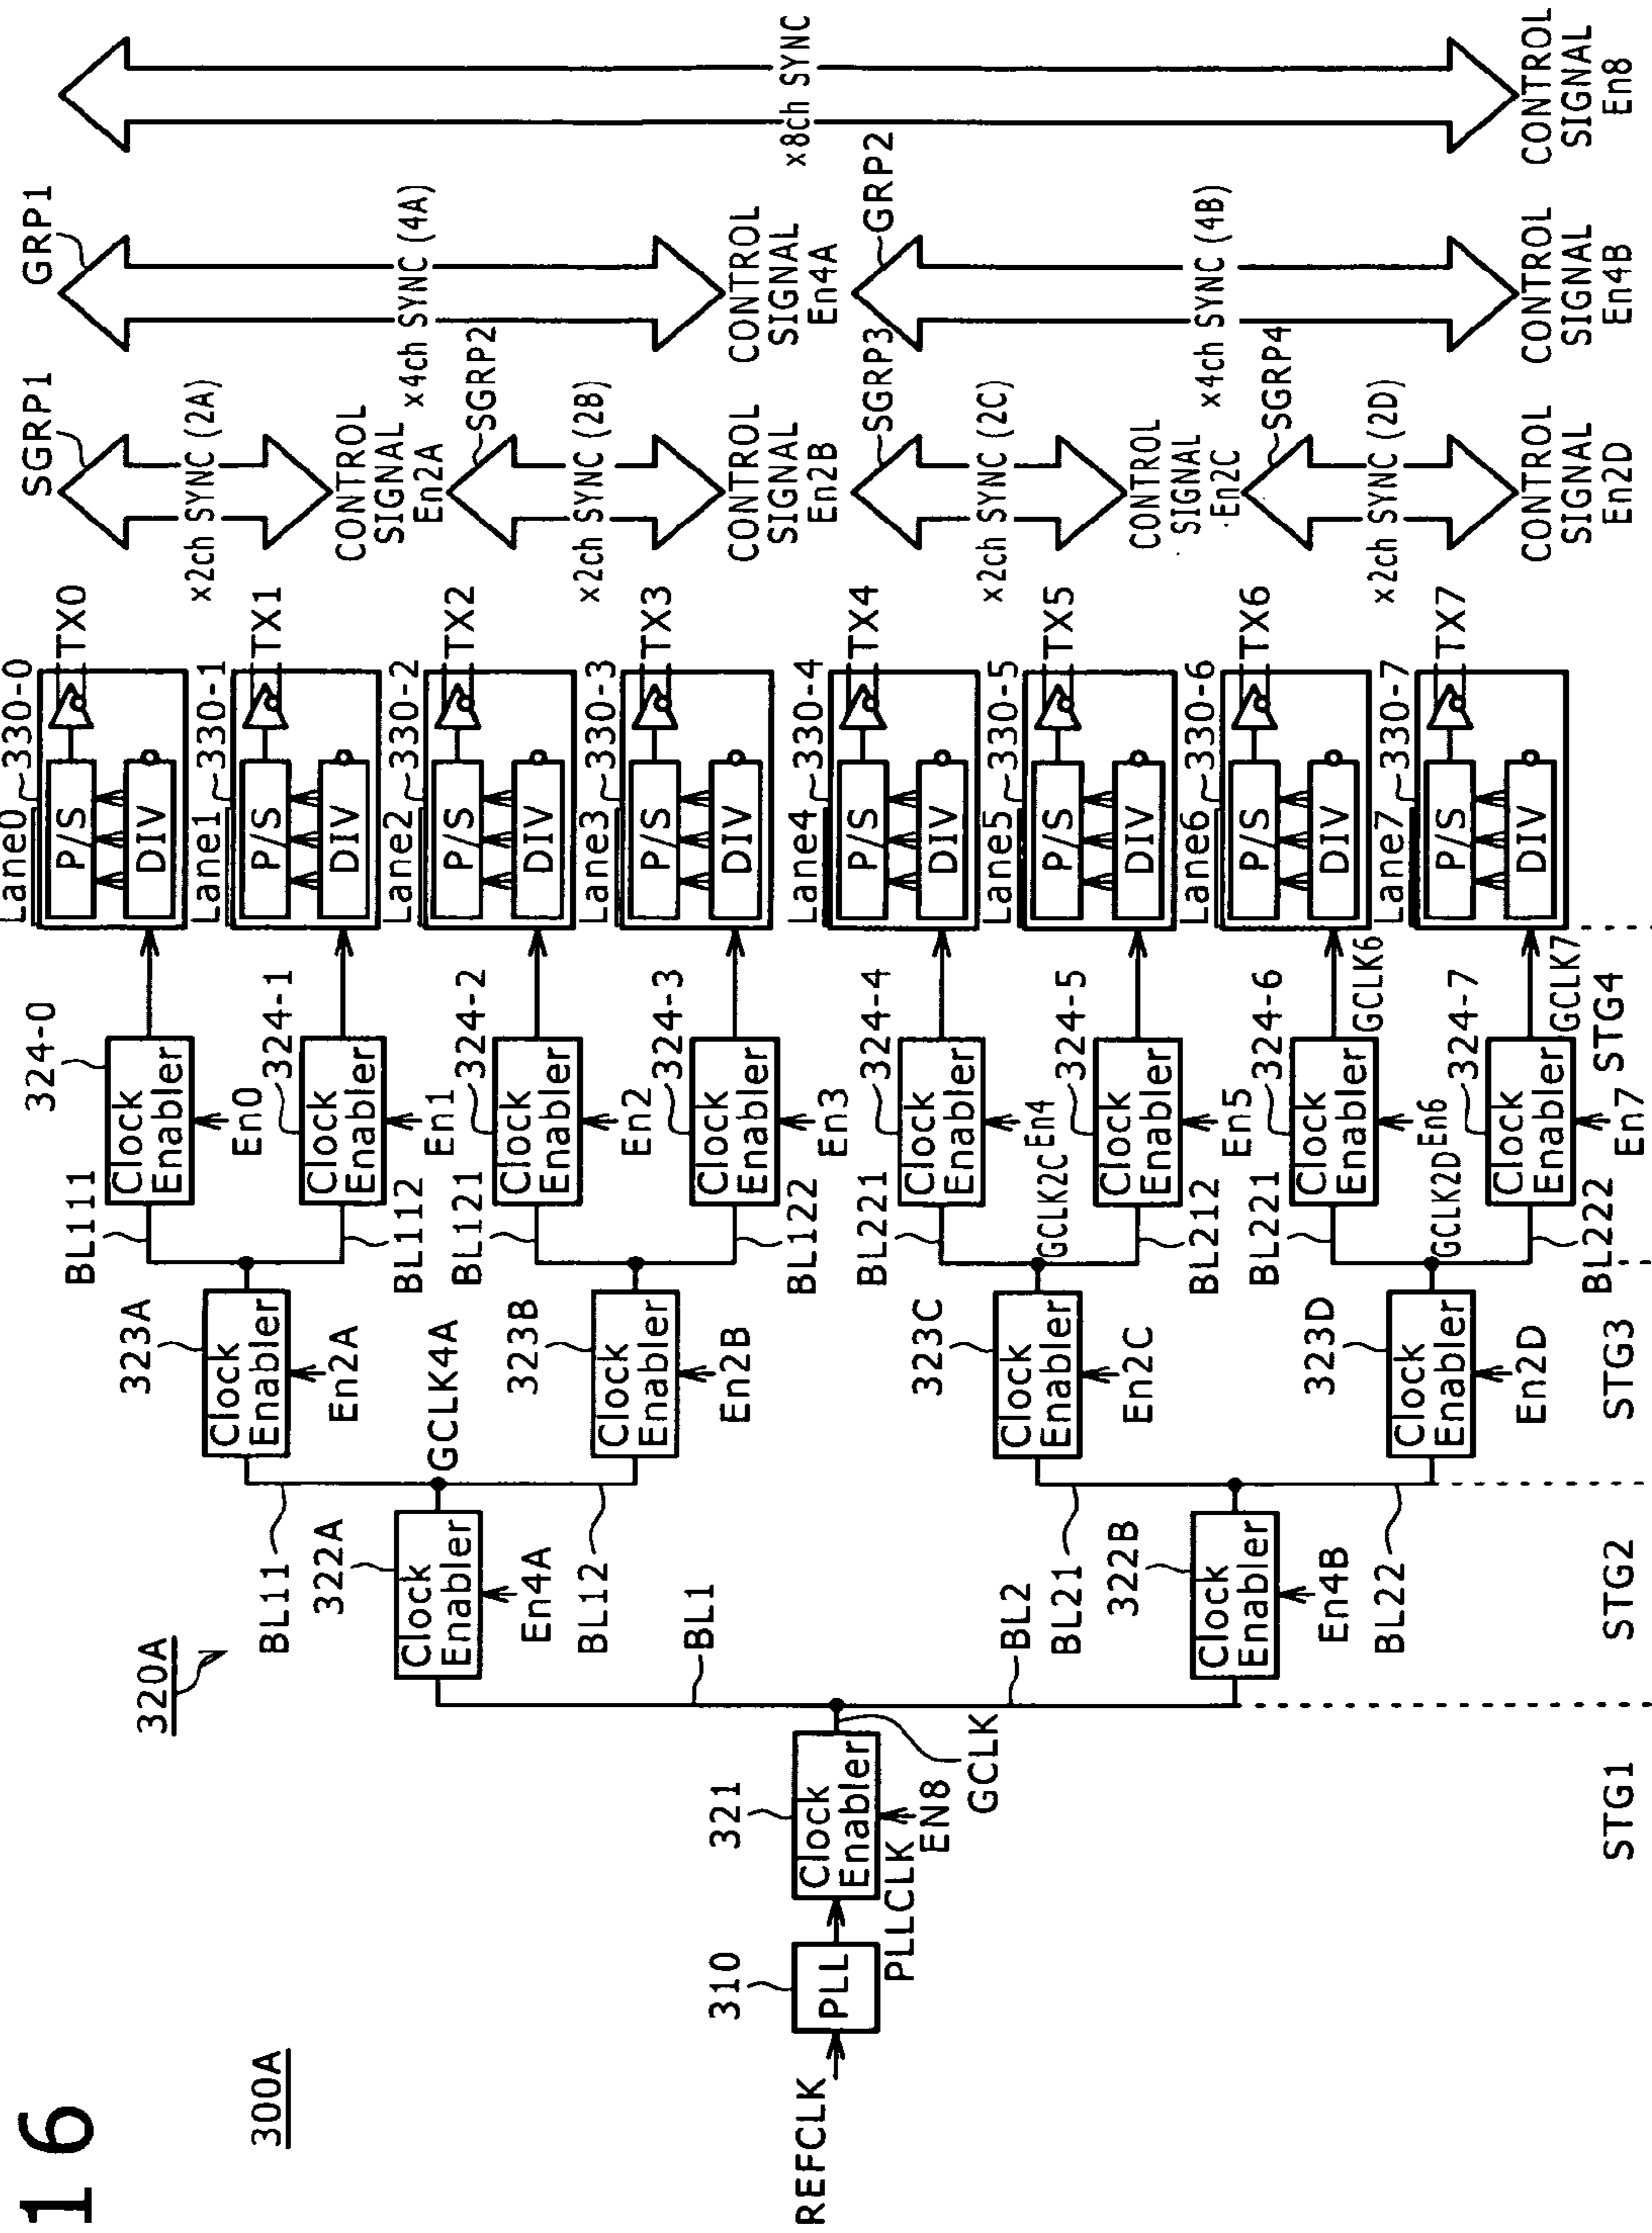 16
300A
320A
REFCLK
310
PLL
PLLCLK
321
Clock
Enabler
EN8
GCLK
BL1
BL2
322A
Clock
Enabler
En4A
BL11
BL12
GCLK4A
322B
Clock
Enabler
En4B
BL21
BL22
323A
Clock
Enabler
En2A
323B
Clock
Enabler
En2B
323C
Clock
Enabler
En2C
GCLK2C
323D
Clock
Enabler
En2D
GCLK2D
BL111
BL112
BL121
BL122
BL221
BL212
BL221
BL222
324-0
Clock
Enabler
En0
324-1
Clock
Enabler
En1
324-2
Clock
Enabler
En2
324-3
Clock
Enabler
En3
324-4
Clock
Enabler
En4
324-5
Clock
Enabler
En5
324-6
Clock
Enabler
En6
GCLK6
324-7
Clock
Enabler
En7
GCLK7
STG1
STG2
STG3
STG4
Lane0
330-0
P/S
DIV
TX0
Lane1
330-1
P/S
DIV
TX1
Lane2
330-2
P/S
DIV
TX2
Lane3
330-3
P/S
DIV
TX3
Lane4
330-4
P/S
DIV
TX4
Lane5
330-5
P/S
DIV
TX5
Lane6
330-6
P/S
DIV
TX6
Lane7
330-7
P/S
DIV
TX7
SGRP1
x2ch SYNC (2A)
CONTROL
SIGNAL
En2A
SGRP2
x2ch SYNC (2B)
CONTROL
SIGNAL
En2B
SGRP3
x2ch SYNC (2C)
CONTROL
SIGNAL
En2C
SGRP4
x2ch SYNC (2D)
CONTROL
SIGNAL
En2D
GRP1
x4ch SYNC (4A)
CONTROL
SIGNAL
En4A
GRP2
x4ch SYNC (4B)
CONTROL
SIGNAL
En4B
x8ch SYNC
CONTROL
SIGNAL
En8